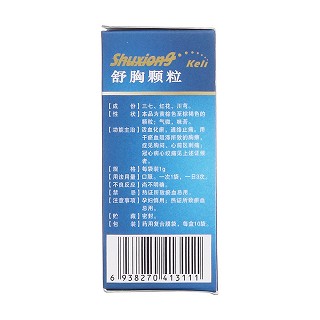 Shuxiong
Keli
舒胸颗粒
【成 份】三七、红花、川芎。
【性 状】本品为黄棕色至棕褐色的
颗粒；气微，味苦。
【功能主治】活血化瘀，通络止痛。用
于瘀血阻滞所致的胸痹，
症见胸闷、心前区刺痛；
冠心病心绞痛见上述证候
者。
【规 格】每袋装1g
【用法用量】口服。一次1袋，一日3次。
【不良反应】尚不明确。
【禁 忌】热证所致瘀血忌用。
【注意事项】孕妇慎用；热证所致瘀血
忌用。
【贮 藏】密封。
【包 装】药用复合膜袋，每盒10袋。
6 938270 413111